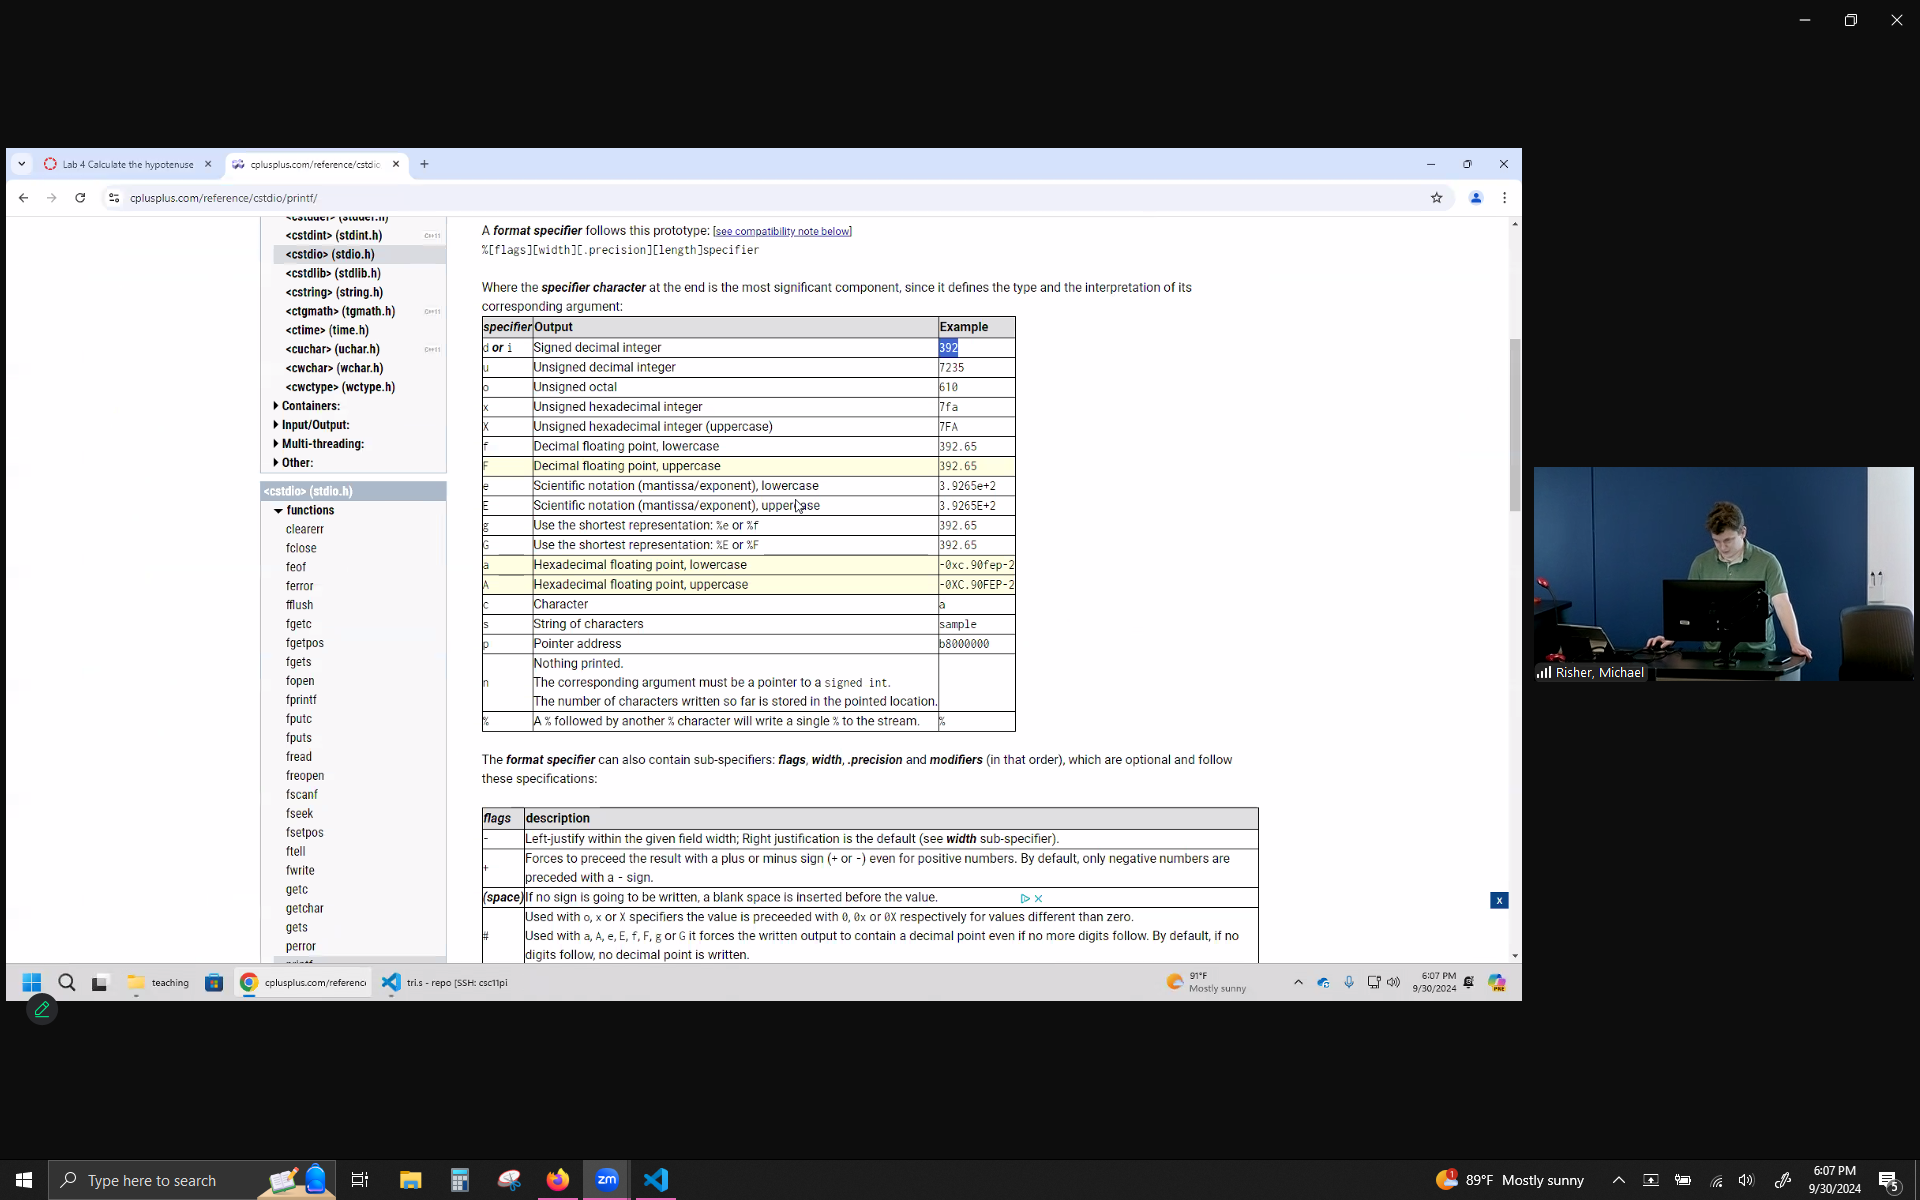 Lab 4 Calculate the hypotenuse
cplusplus.com/reference/cstdio
cplusplus.com/reference/cstdio/printf/
<cstdint> (stdint.h)
C++11
<cstdio> (stdio.h)
<cstdlib> (stdlib.h)
<cstring> (string.h)
<ctgmath> (tgmath.h)
C++11
<ctime> (time.h)
<cuchar> (uchar.h)
C++11
<cwchar> (wchar.h)
<cwctype> (wctype.h)
Containers:
Input/Output:
Multi-threading:
Other:
<cstdio> (stdio.h)
functions
clearerr
fclose
feof
ferror
fflush
fgetc
fgetpos
fgets
fopen
fprintf
fputc
fputs
fread
freopen
fscanf
fseek
fsetpos
ftell
fwrite
getc
getchar
gets
perror
A format specifier follows this prototype: [see compatibility note below]
%[flags][width][.precision][length]specifier
Where the specifier character at the end is the most significant component, since it defines the type and the interpretation of its
corresponding argument:
specifier Output Example
d or i Signed decimal integer 392
u Unsigned decimal integer 7235
o Unsigned octal 610
x Unsigned hexadecimal integer 7fa
X Unsigned hexadecimal integer (uppercase) 7FA
f Decimal floating point, lowercase 392.65
F Decimal floating point, uppercase 392.65
e Scientific notation (mantissa/exponent), lowercase 3.9265e+2
E Scientific notation (mantissa/exponent), uppercase 3.9265E+2
g Use the shortest representation: %e or %f 392.65
G Use the shortest representation: %E or %F 392.65
a Hexadecimal floating point, lowercase -0xc.90fep-2
A Hexadecimal floating point, uppercase -0XC.90FEP-2
c Character a
s String of characters sample
p Pointer address b8000000
Nothing printed.
n The corresponding argument must be a pointer to a signed int.
The number of characters written so far is stored in the pointed location.
% A % followed by another % character will write a single % to the stream. %
The format specifier can also contain sub-specifiers: flags, width, .precision and modifiers (in that order), which are optional and follow
these specifications:
flags description
- Left-justify within the given field width; Right justification is the default (see width sub-specifier).
+ Forces to preceed the result with a plus or minus sign (+ or -) even for positive numbers. By default, only negative numbers are
preceded with a - sign.
(space) If no sign is going to be written, a blank space is inserted before the value.
Used with o, x or X specifiers the value is preceeded with 0, 0x or 0X respectively for values different than zero.
# Used with a, A, e, E, f, F, g or G it forces the written output to contain a decimal point even if no more digits follow. By default, if no
digits follow, no decimal point is written.
x
Risher, Michael
teaching
cplusplus.com/referenc
tri.s - repo [SSH: csc11pi
91°F
Mostly sunny
6:07 PM
9/30/2024
PRE
Type here to search
zm
1
89°F Mostly sunny
6:07 PM
9/30/2024
5